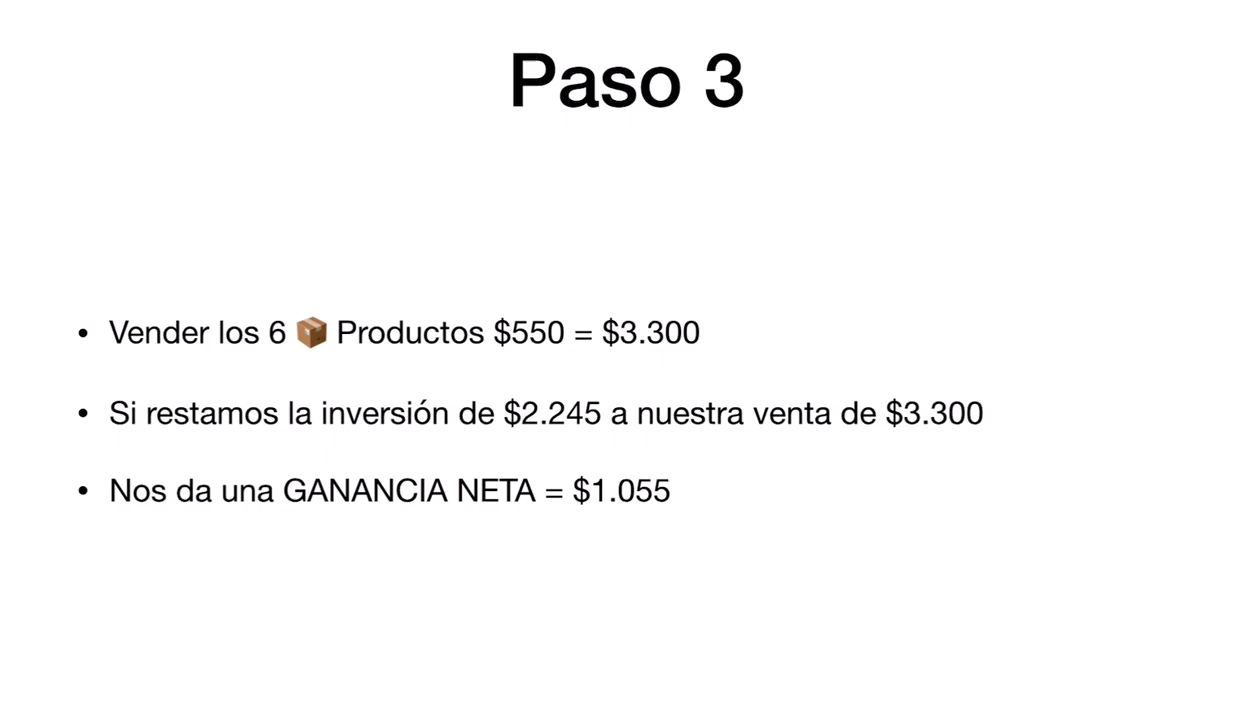 Paso 3
• Vender los 6 📦 Productos $550 = $3.300
• Si restamos la inversión de $2.245 a nuestra venta de $3.300
• Nos da una GANANCIA NETA = $1.055